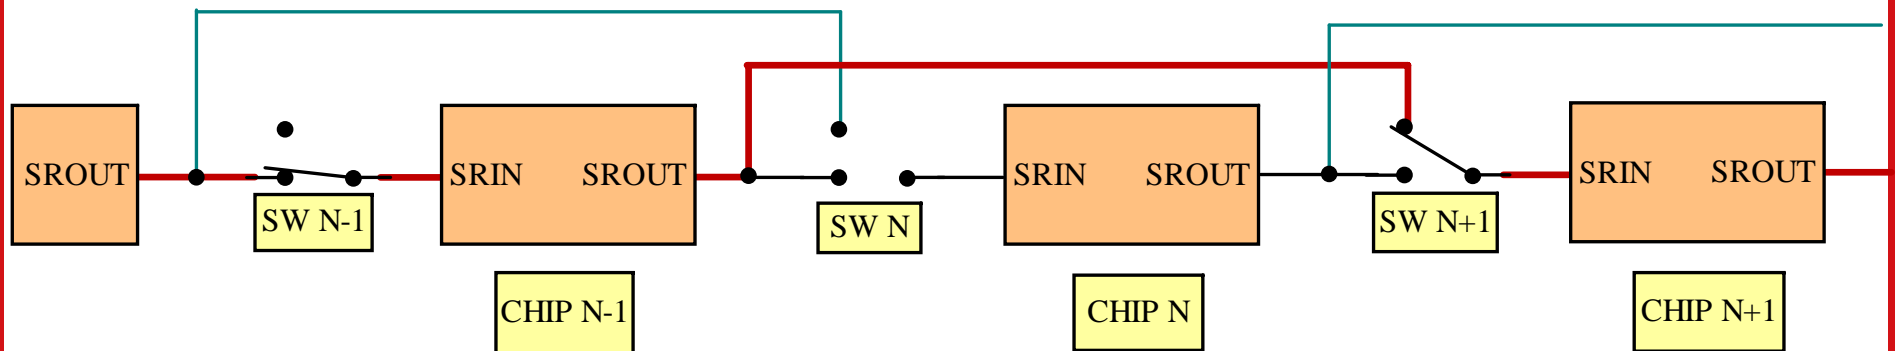 SROUT
SW N-1
SRIN SROUT
CHIP N-1
SW N
SRIN SROUT
CHIP N
SW N+1
SRIN SROUT
CHIP N+1